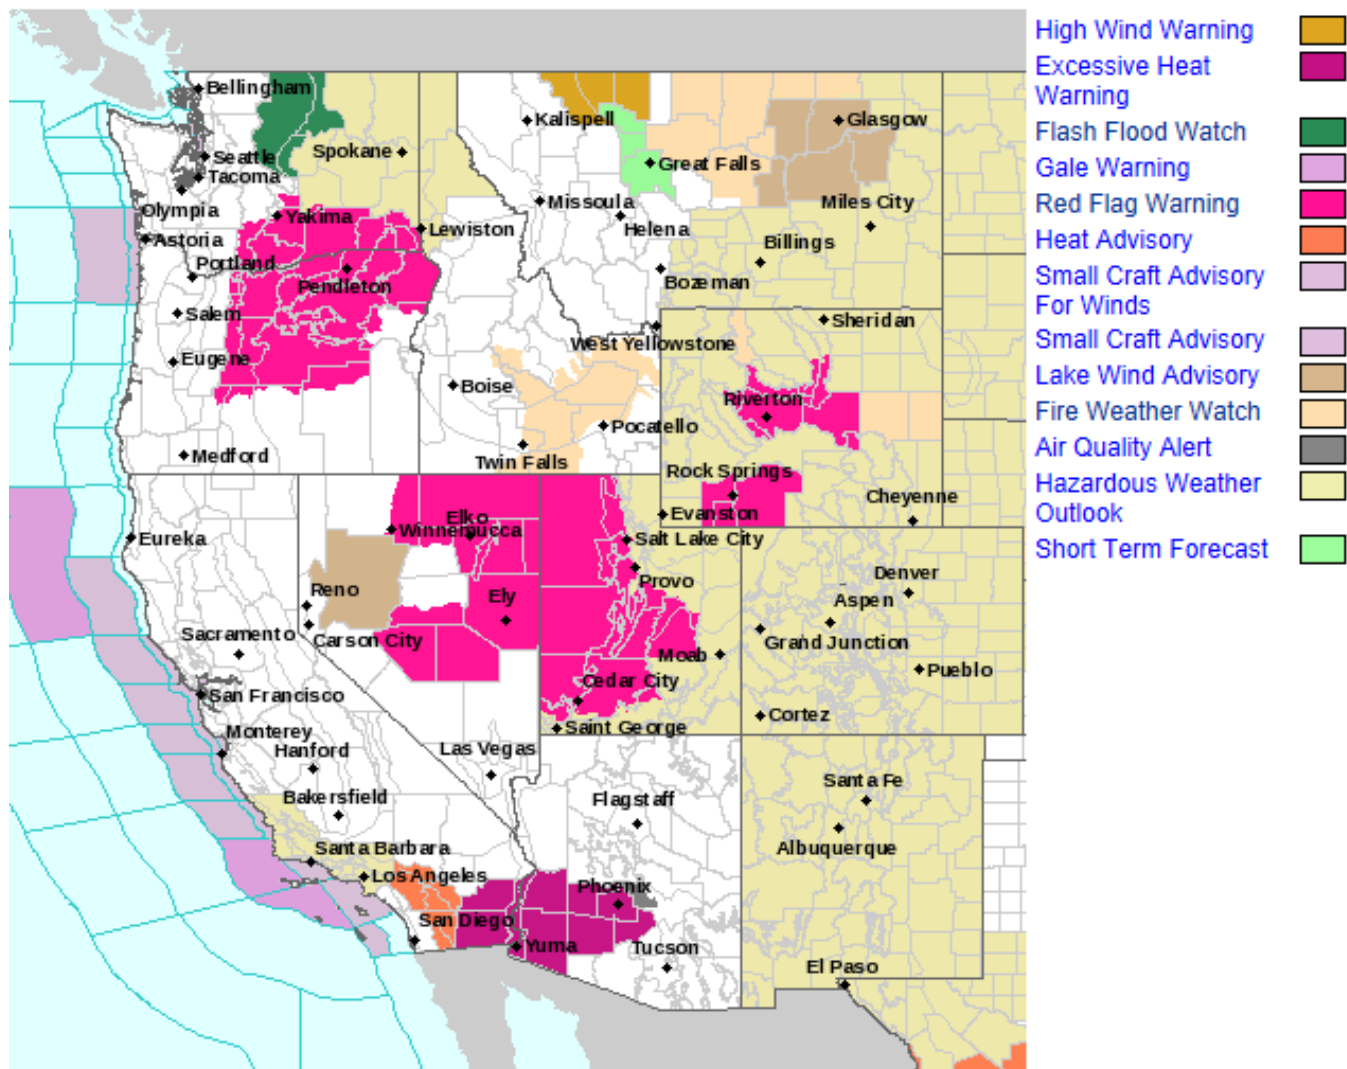 High Wind Warning
Excessive Heat
Warning
Flash Flood Watch
Gale Warning
Red Flag Warning
Heat Advisory
Small Craft Advisory
For Winds
Small Craft Advisory
Lake Wind Advisory
Fire Weather Watch
Air Quality Alert
Hazardous Weather
Outlook
Short Term Forecast
Bellingham
Kalispell
Glasgow
Seattle
Spokane
Great Falls
Tacoma
Olympia
Yakima
Missoula
Miles City
Astoria
Lewiston
Helena
Billings
Portland
Pendleton
Bozeman
Salem
Sheridan
Eugene
West Yellowstone
Boise
Riverton
Pocatello
Medford
Twin Falls
Rock Springs
Cheyenne
Elko
Winnemucca
Evanston
Eureka
Salt Lake City
Reno
Ely
Provo
Denver
Aspen
Sacramento
Carson City
Moab
Grand Junction
Pueblo
San Francisco
Cedar City
Cortez
Monterey
Saint George
Hanford
Las Vegas
Bakersfield
Flagstaff
Santa Fe
Santa Barbara
Albuquerque
Los Angeles
Phoenix
San Diego
Yuma
Tucson
El Paso